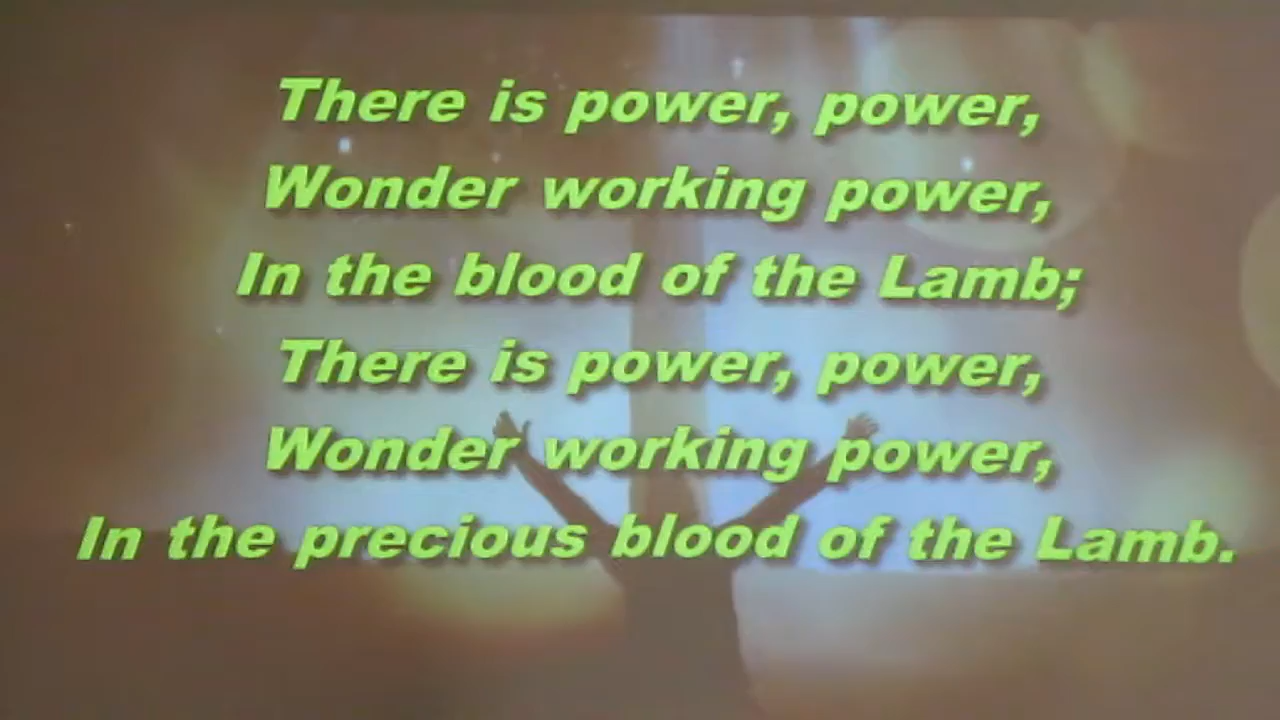 There is power, power,
Wonder working power,
In the blood of the Lamb;
There is power, power,
Wonder working power,
In the precious blood of the Lamb.